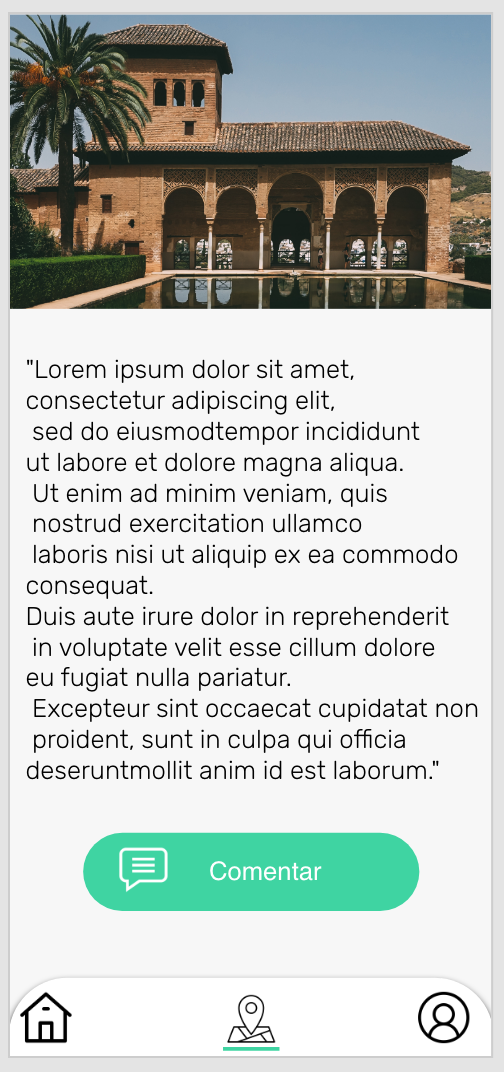 "Lorem ipsum dolor sit amet,
consectetur adipiscing elit,
sed do eiusmodtempor incididunt
ut labore et dolore magna aliqua.
Ut enim ad minim veniam, quis
nostrud exercitation ullamco
laboris nisi ut aliquip ex ea commodo
consequat.
Duis aute irure dolor in reprehenderit
in voluptate velit esse cillum dolore
eu fugiat nulla pariatur.
Excepteur sint occaecat cupidatat non
proident, sunt in culpa qui officia
deseruntmollit anim id est laborum."
Comentar